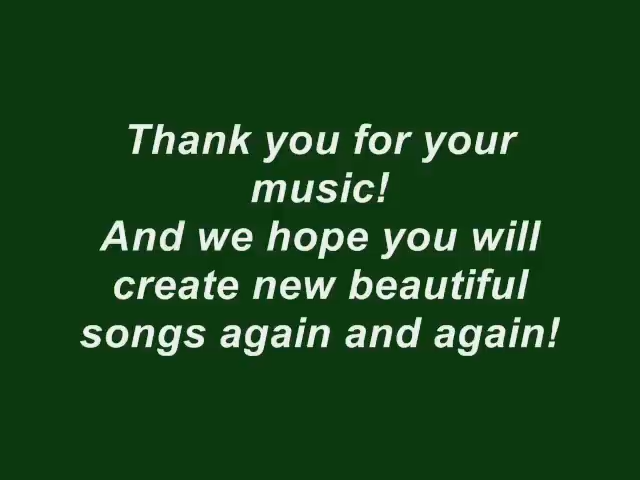 Thank you for your
music!
And we hope you will
create new beautiful
songs again and again!